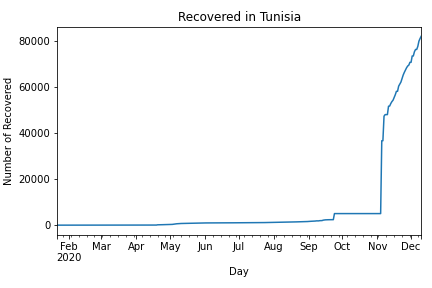 Recovered in Tunisia
Number of Recovered
80000
60000
40000
20000
0
Feb Mar Apr May Jun Jul Aug Sep Oct Nov Dec
2020
Day